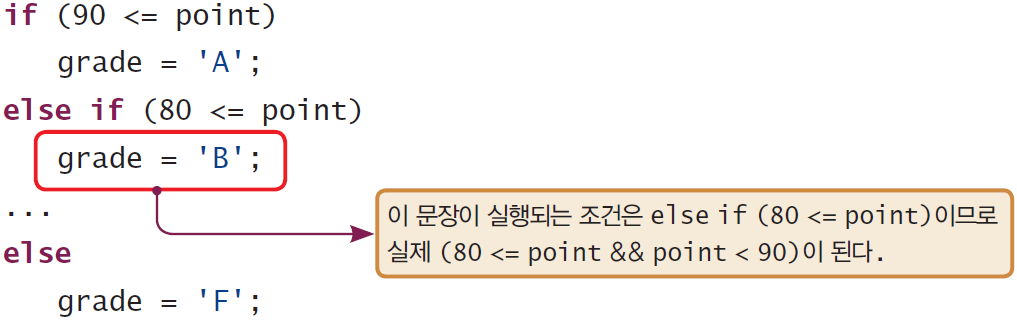 if (90 <= point)
grade = 'A';
else if (80 <= point)
grade = 'B';
...
else
grade = 'F';
이 문장이 실행되는 조건은 else if (80 <= point)이므로
실제 (80 <= point && point < 90)이 된다.